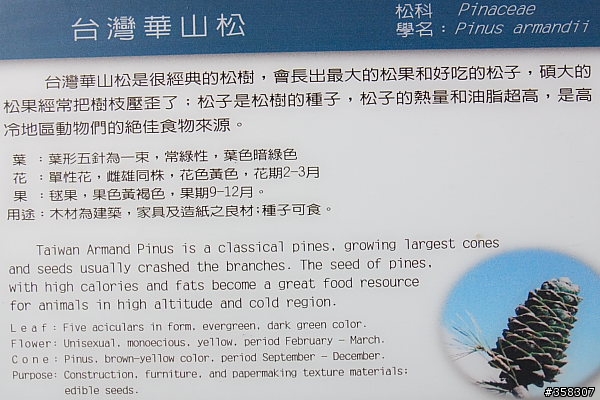 台灣華山松
松科 Pinaceae
學名：Pinus armandii
台灣華山松是很經典的松樹，會長出最大的松果和好吃的松子，碩大的
松果經常把樹枝壓歪了；松子是松樹的種子，松子的熱量和油脂超高，是高
冷地區動物們的絕佳食物來源。
葉 ：葉形五針為一束，常綠性，葉色暗綠色
花 ：單性花，雌雄同株，花色黃色，花期2-3月
果 ：毬果，果色黃褐色，果期9-12月。
用途：木材為建築，家具及造紙之良材;種子可食。
Taiwan Armand Pinus is a classical pines, growing largest cones
and seeds usually crashed the branches. The seed of pines,
with high calories and fats become a great food resource
for animals in high altitude and cold region.
Leaf: Five aciculars in form, evergreen, dark green color.
Flower: Unisexual, monoecious, yellow, period February - March.
Cone: Pinus, brown-yellow color, period September - December.
Purpose: Construction, furniture, and papermaking texture materials;
edible seeds.
#358307